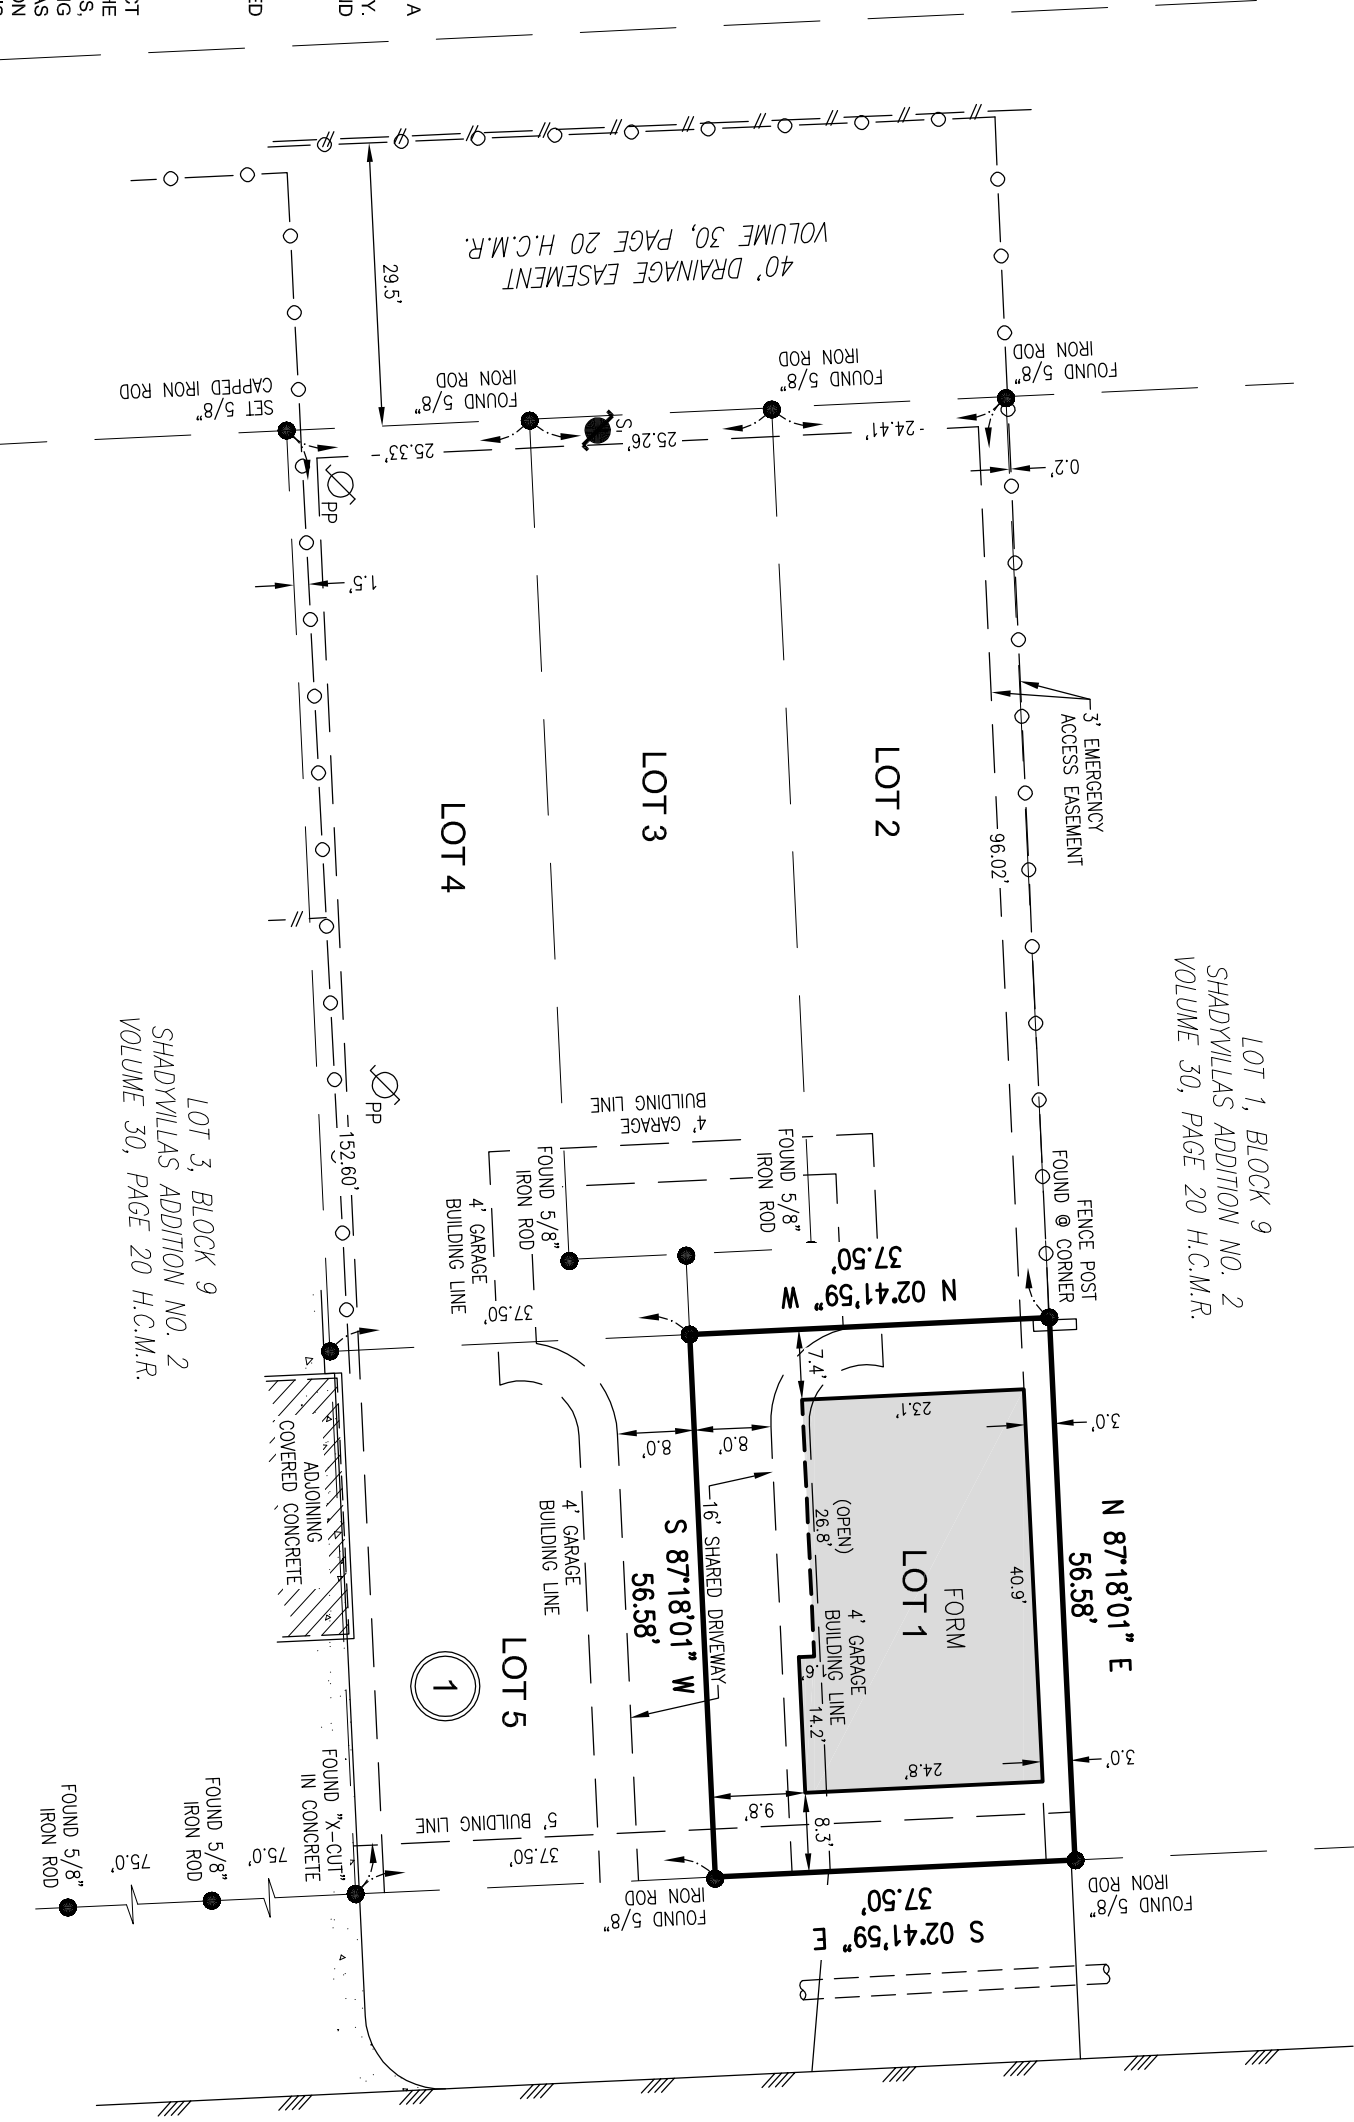 A
Y.
ND
ED
CT
HE
S,
NG
AS
ON
40' DRAINAGE EASEMENT
VOLUME 30, PAGE 20 H.C.M.R.
29.5'
SET 5/8"
CAPPED IRON ROD
FOUND 5/8"
IRON ROD
FOUND 5/8"
IRON ROD
FOUND 5/8"
IRON ROD
S
25.33'
25.26'
24.41'
0.2'
PP
1.5'
3' EMERGENCY
ACCESS EASEMENT
LOT 2
LOT 3
LOT 4
96.02'
LOT 1, BLOCK 9
SHADYVILLAS ADDITION NO. 2
VOLUME 30, PAGE 20 H.C.M.R.
LOT 3, BLOCK 9
SHADYVILLAS ADDITION NO. 2
VOLUME 30, PAGE 20 H.C.M.R.
PP
152.60'
4' GARAGE
BUILDING LINE
FOUND 5/8"
IRON ROD
FOUND 5/8"
IRON ROD
4' GARAGE
BUILDING LINE
37.50'
FENCE POST
FOUND @ CORNER
N 02°41'59" W
37.50'
7.4'
23.1'
3.0'
8.0'
8.0'
N 87°18'01" E
56.58'
40.9'
FORM
LOT 1
(OPEN)
26.8'
4' GARAGE
BUILDING LINE
1.6'
14.2'
24.8'
3.0'
16' SHARED DRIVEWAY
S 87°18'01" W
56.58'
4' GARAGE
BUILDING LINE
LOT 5
1
ADJOINING
COVERED CONCRETE
9.8'
8.3'
5' BUILDING LINE
37.50'
FOUND "X-CUT"
IN CONCRETE
75.0'
75.0'
FOUND 5/8"
IRON ROD
FOUND 5/8"
IRON ROD
FOUND 5/8"
IRON ROD
FOUND 5/8"
IRON ROD
S 02°41'59" E
37.50'